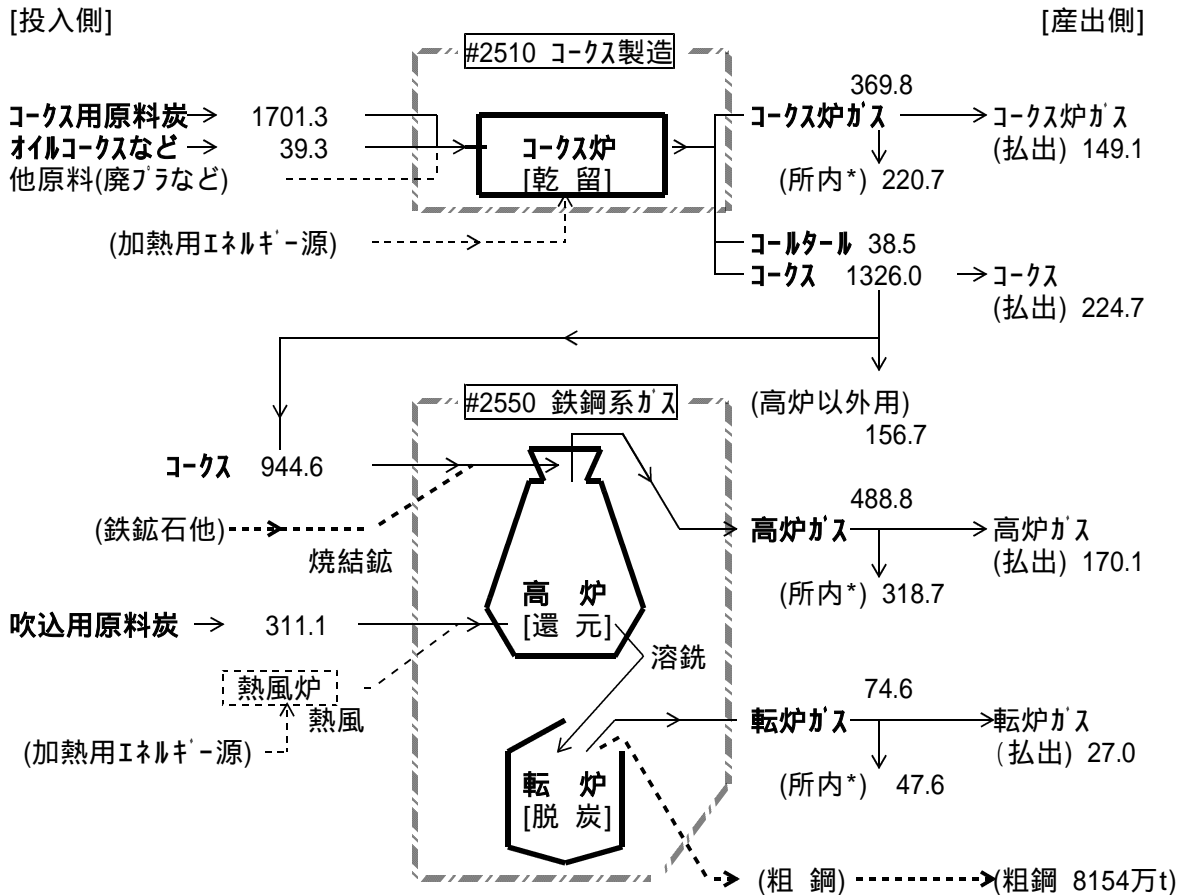 [投入側]
[産出側]
#2510 ｺｰｸｽ製造
369.8
ｺｰｸｽ用原料炭 1701.3
ｺｰｸｽ炉ｶﾞｽ
ｺｰｸｽ炉ｶﾞｽ
ｵｲﾙｺｰｸｽなど 39.3
ｺｰｸｽ炉
(払出) 149.1
他原料(廃ﾌﾟﾗなど)
[乾 留]
(所内*) 220.7
(加熱用ｴﾈﾙｷﾞｰ源)
ｺｰﾙﾀｰﾙ 38.5
ｺｰｸｽ 1326.0
ｺｰｸｽ
(払出) 224.7
#2550 鉄鋼系ｶﾞｽ
(高炉以外用)
156.7
ｺｰｸｽ 944.6
488.8
(鉄鉱石他)
高炉ｶﾞｽ
高炉ｶﾞｽ
焼結鉱
(払出) 170.1
高 炉
(所内*) 318.7
吹込用原料炭 311.1
[還 元]
溶銑
熱風炉
74.6
熱風
転炉ｶﾞｽ
転炉ｶﾞｽ
(加熱用ｴﾈﾙｷﾞｰ源)
(払出) 27.0
転 炉
(所内*) 47.6
[脱 炭]
(粗 鋼)
(粗鋼 8154万t)